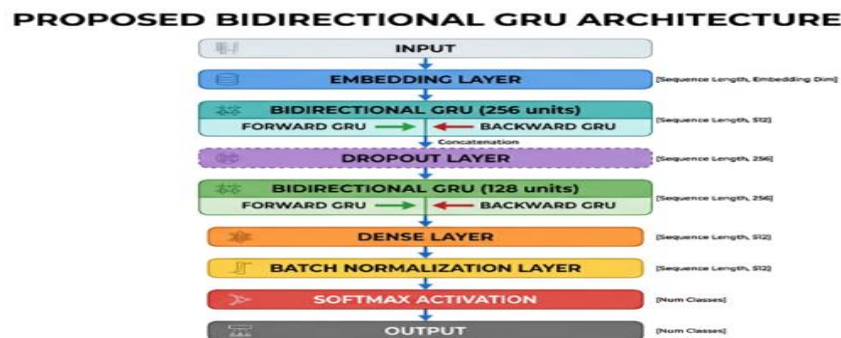 PROPOSED BIDIRECTIONAL GRU ARCHITECTURE
INPUT
EMBEDDING LAYER [Sequence Length, Embedding Dim]
BIDIRECTIONAL GRU (256 units)
FORWARD GRU BACKWARD GRU [Sequence Length, 512]
Concatenation
DROPOUT LAYER [Sequence Length, 256]
BIDIRECTIONAL GRU (128 units)
FORWARD GRU BACKWARD GRU [Sequence Length, 256]
DENSE LAYER [Sequence Length, 512]
BATCH NORMALIZATION LAYER [Sequence Length, 512]
SOFTMAX ACTIVATION [Num Classes]
OUTPUT [Num Classes]